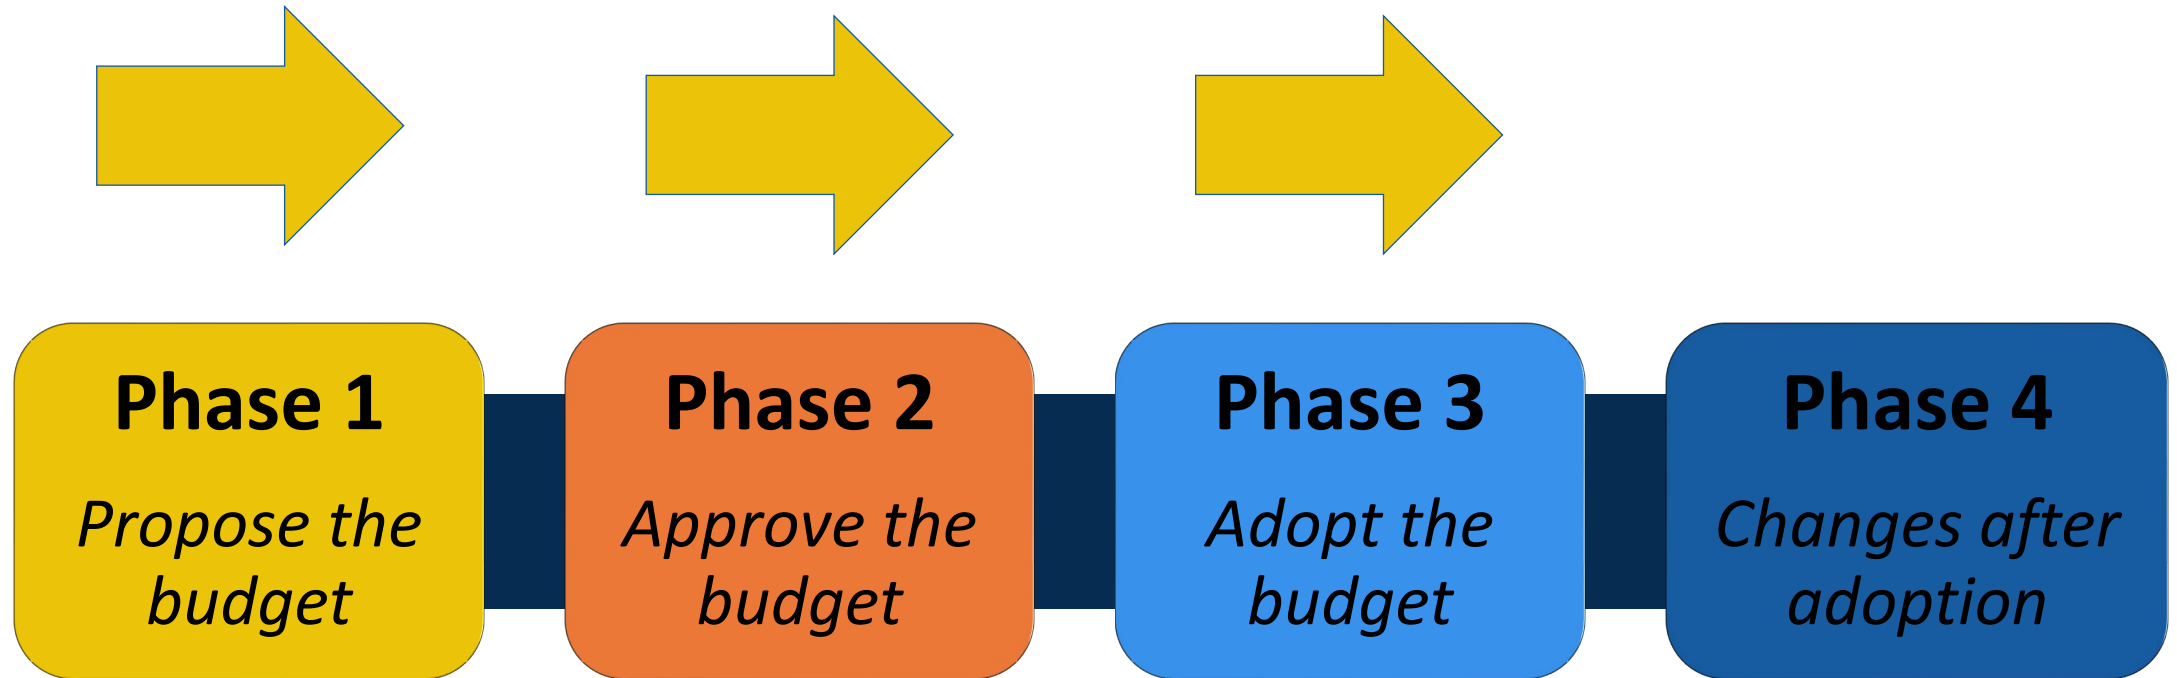 Phase 1
Propose the
budget
Phase 2
Approve the
budget
Phase 3
Adopt the
budget
Phase 4
Changes after
adoption